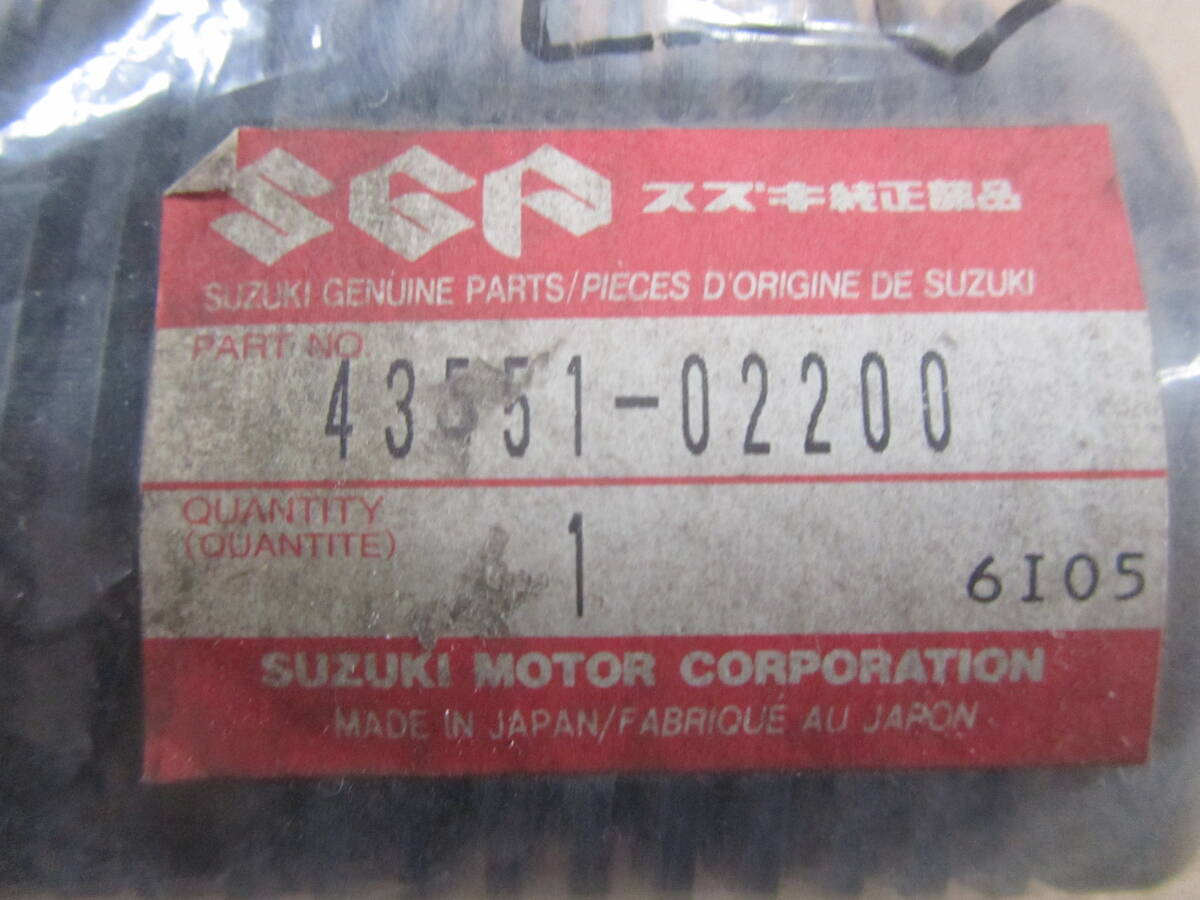 SGP スズキ純正部品
SUZUKI GENUINE PARTS/PIECES D'ORIGINE DE SUZUKI
PART NO.
43551-02200
QUANTITY
(QUANTITE)
1
6I05
SUZUKI MOTOR CORPORATION
MADE IN JAPAN/FABRIQUÉ AU JAPON